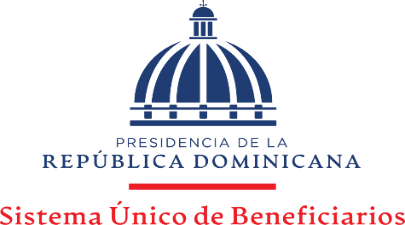 PRESIDENCIA DE LA
REPÚBLICA DOMINICANA
Sistema Único de Beneficiarios